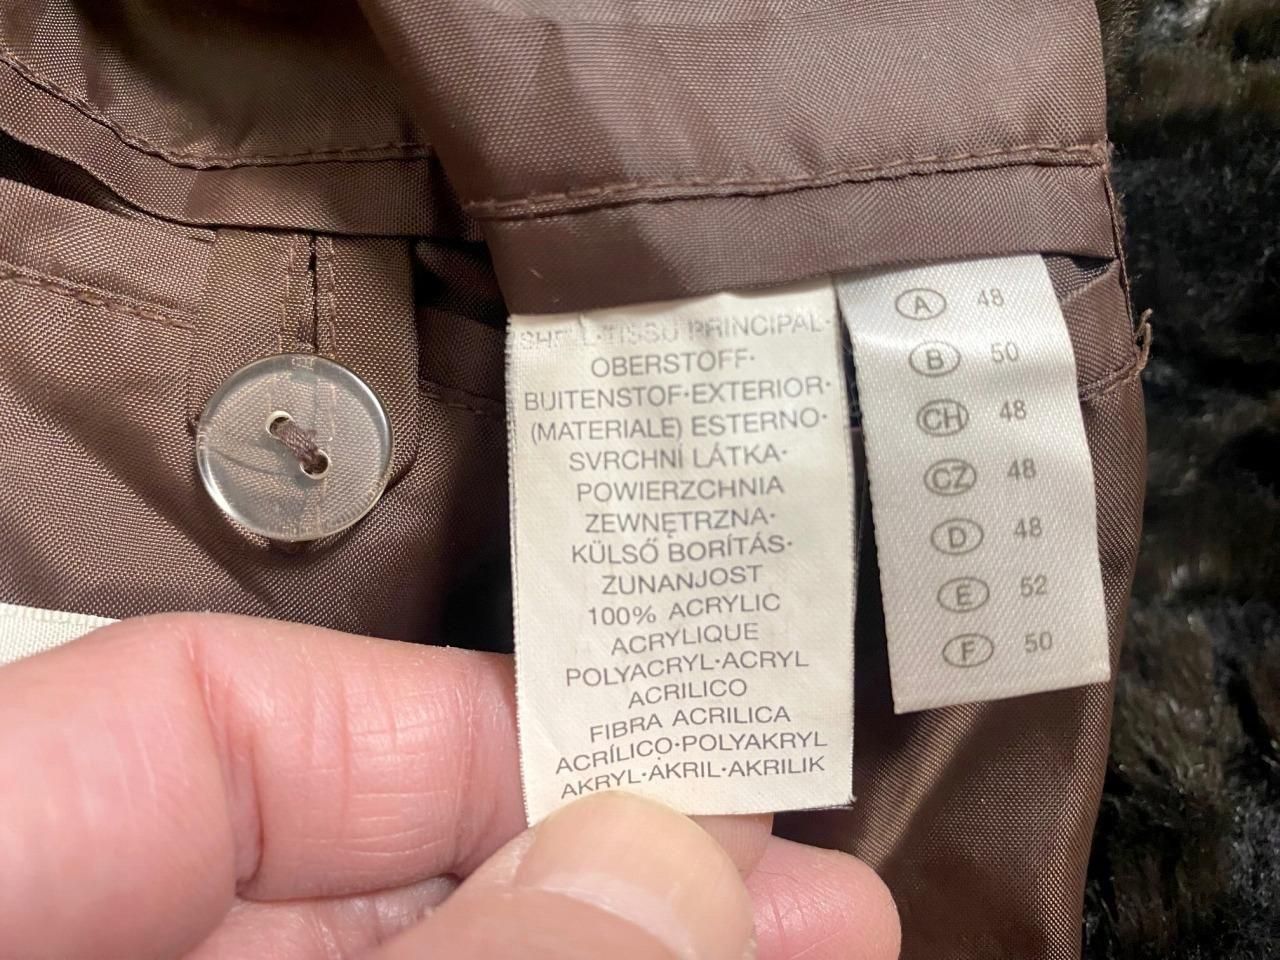 SHELL·TISSU PRINCIPAL·
OBERSTOFF·
BUITENSTOF·EXTERIOR·
(MATERIALE) ESTERNO·
SVRCHNÍ LÁTKA·
POWIERZCHNIA
ZEWNĘTRZNA·
KÜLSŐ BORÍTÁS·
ZUNANJOST
100% ACRYLIC
ACRYLIQUE
POLYACRYL·ACRYL
ACRILICO
FIBRA ACRILICA
ACRÍLICO·POLYAKRYL
AKRYL·AKRIL·AKRILIK
A 48
B 50
CH 48
CZ 48
D 48
E 52
F 50